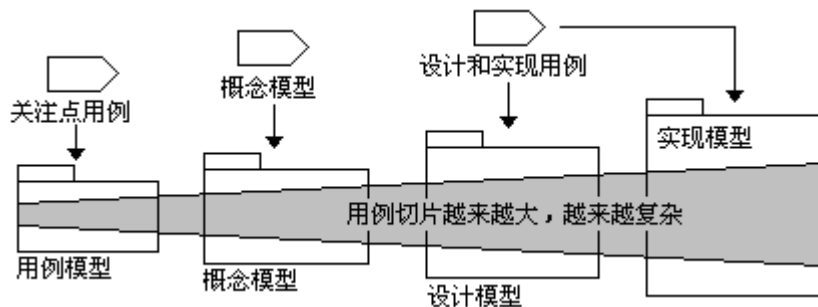 关注点用例
概念模型
设计和实现用例
实现模型
用例切片越来越大，越来越复杂
用例模型
概念模型
设计模型